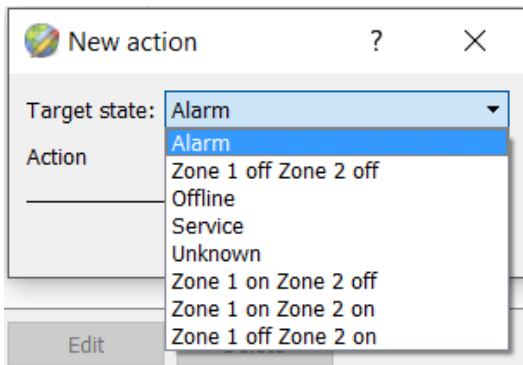 New action ? ×
Target state: Alarm
Alarm
Action
Zone 1 off Zone 2 off
Offline
Service
Unknown
Zone 1 on Zone 2 off
Zone 1 on Zone 2 on
Zone 1 off Zone 2 on
Edit